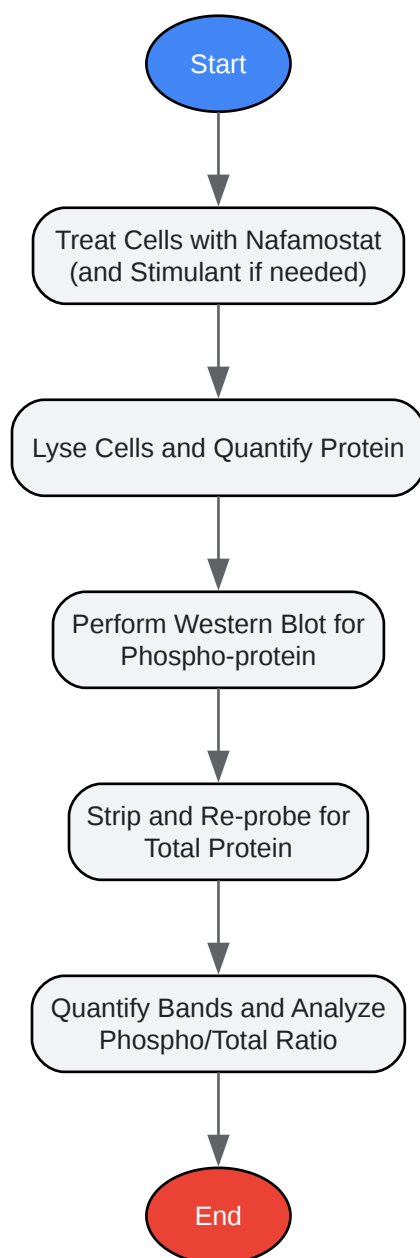 Start
Treat Cells with Nafamostat
(and Stimulant if needed)
Lyse Cells and Quantify Protein
Perform Western Blot for
Phospho-protein
Strip and Re-probe for
Total Protein
Quantify Bands and Analyze
Phospho/Total Ratio
End